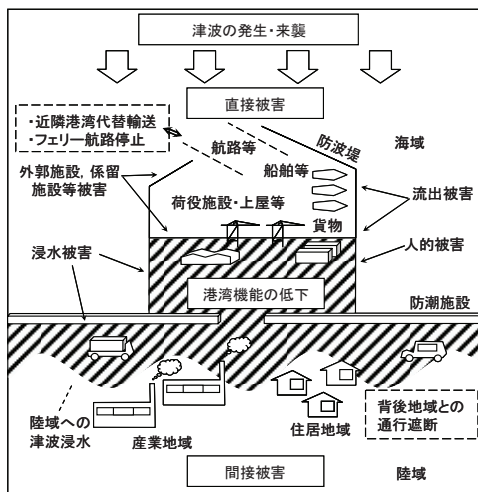 津波の発生・来襲
直接被害
・近隣港湾代替輸送
・フェリー航路停止
航路等
防波堤
海域
船舶等
外郭施設，係留
施設等被害
荷役施設・上屋等
貨物
流出被害
人的被害
浸水被害
港湾機能の低下
防潮施設
陸域への
津波浸水
産業地域
住居地域
背後地域との
通行遮断
間接被害
陸域